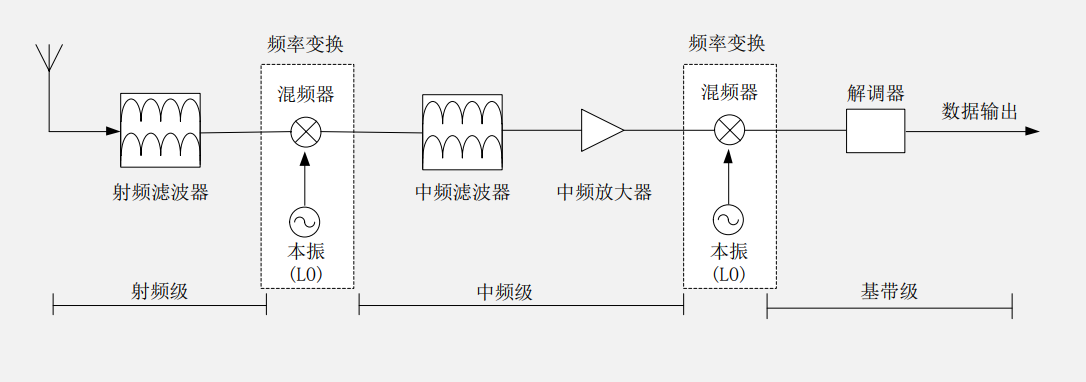 频率变换
频率变换
混频器
混频器
解调器
数据输出
射频滤波器
中频滤波器
中频放大器
本振
(LO)
本振
(LO)
射频级
中频级
基带级